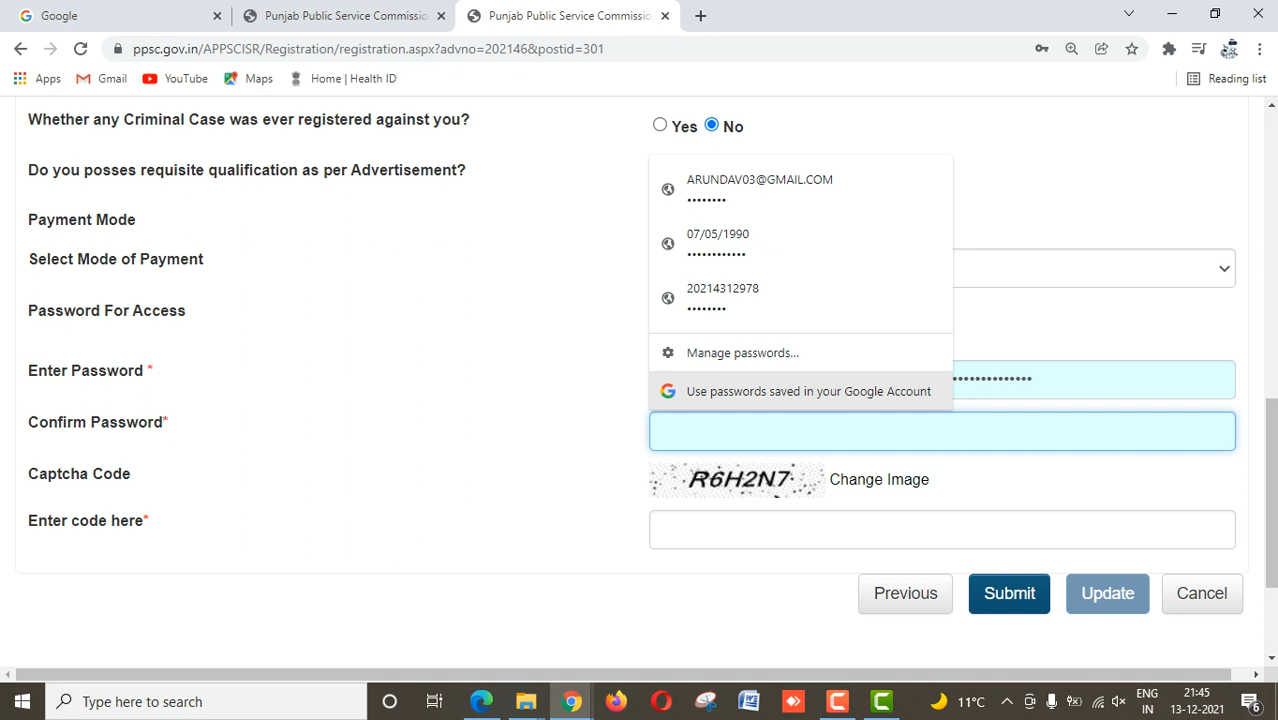 Google
Punjab Public Service Commissio
Punjab Public Service Commissio
ppsc.gov.in/APPSCISR/Registration/registration.aspx?advno=202146&postid=301
Apps
Gmail
YouTube
Maps
Home | Health ID
Reading list
Whether any Criminal Case was ever registered against you?
Yes
No
Do you posses requisite qualification as per Advertisement?
ARUNDAV03@GMAIL.COM
••••••••
Payment Mode
07/05/1990
••••••••••••
Select Mode of Payment
20214312978
••••••••
Password For Access
Manage passwords...
Enter Password *
Use passwords saved in your Google Account
Confirm Password*
Captcha Code
R6H2N7
Change Image
Enter code here*
Previous
Submit
Update
Cancel
Type here to search
11°C
ENG
IN
21:45
13-12-2021
6